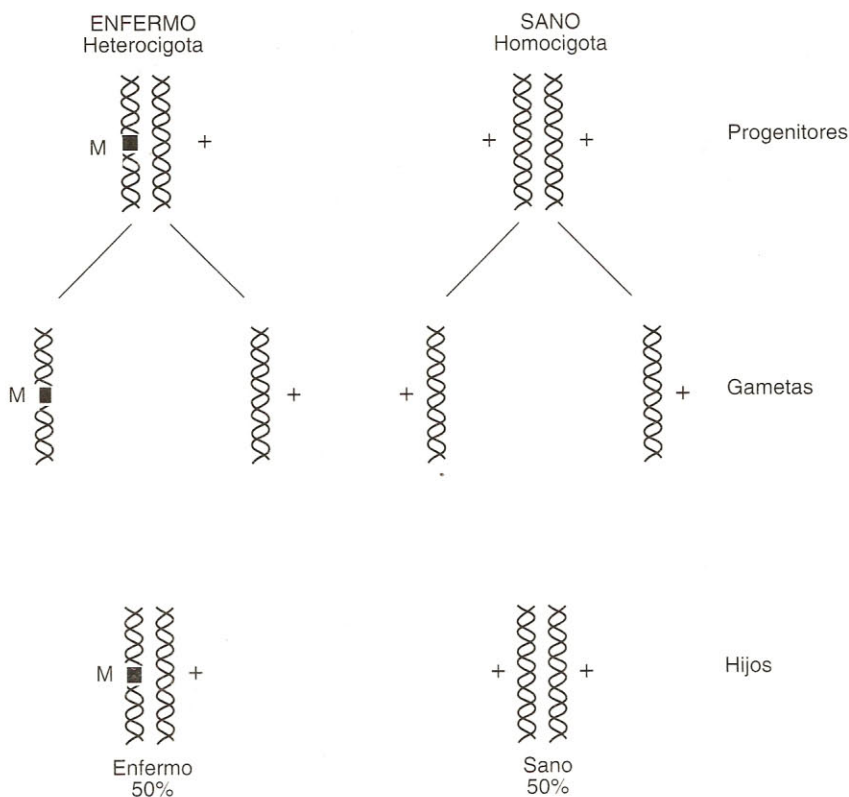 ENFERMO
Heterocigota
SANO
Homocigota
M + + + Progenitores
M + + + Gametas
M + + + Hijos
Enfermo
50%
Sano
50%